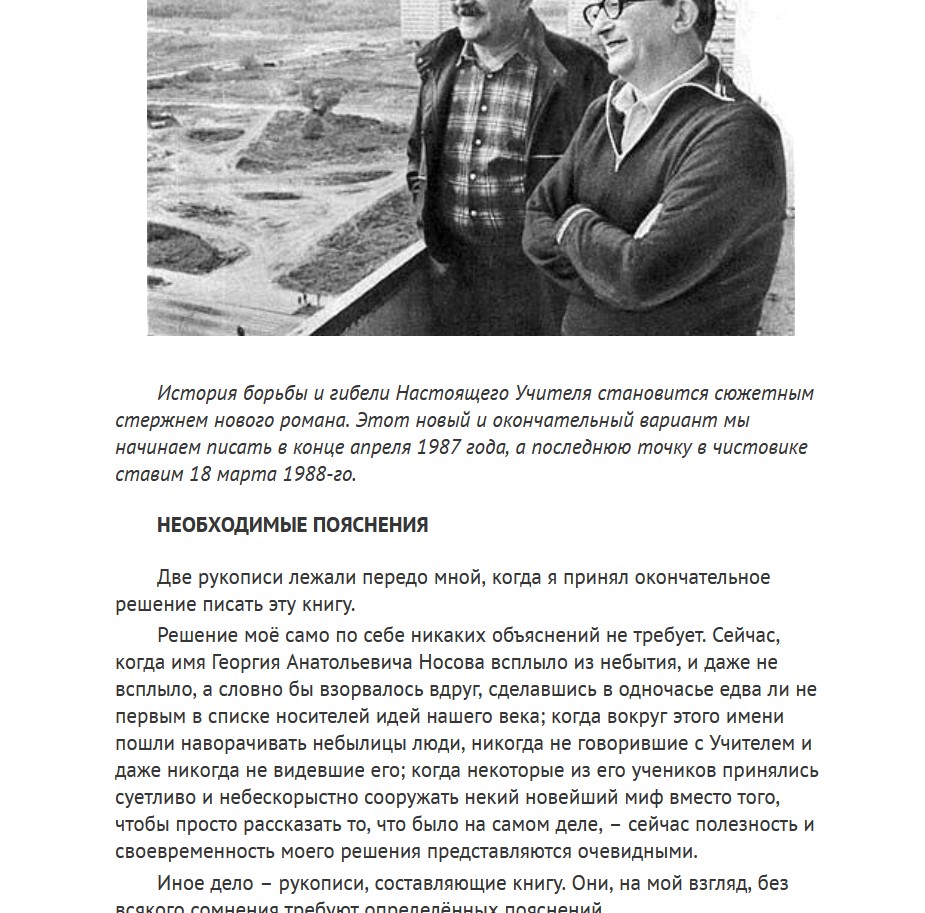 История борьбы и гибели Настоящего Учителя становится сюжетным
стержнем нового романа. Этот новый и окончательный вариант мы
начинаем писать в конце апреля 1987 года, а последнюю точку в чистовике
ставим 18 марта 1988-го.
НЕОБХОДИМЫЕ ПОЯСНЕНИЯ
Две рукописи лежали передо мной, когда я принял окончательное
решение писать эту книгу.
Решение моё само по себе никаких объяснений не требует. Сейчас,
когда имя Георгия Анатольевича Носова всплыло из небытия, и даже не
всплыло, а словно бы взорвалось вдруг, сделавшись в одночасье едва ли не
первым в списке носителей идей нашего века; когда вокруг этого имени
пошли наворачивать небылицы люди, никогда не говорившие с Учителем и
даже никогда не видевшие его; когда некоторые из его учеников принялись
суетливо и небескорыстно сооружать некий новейший миф вместо того,
чтобы просто рассказать то, что было на самом деле, – сейчас полезность и
своевременность моего решения представляются очевидными.
Иное дело – рукописи, составляющие книгу. Они, на мой взгляд, без
всякого сомнения требуют определённых пояснений.